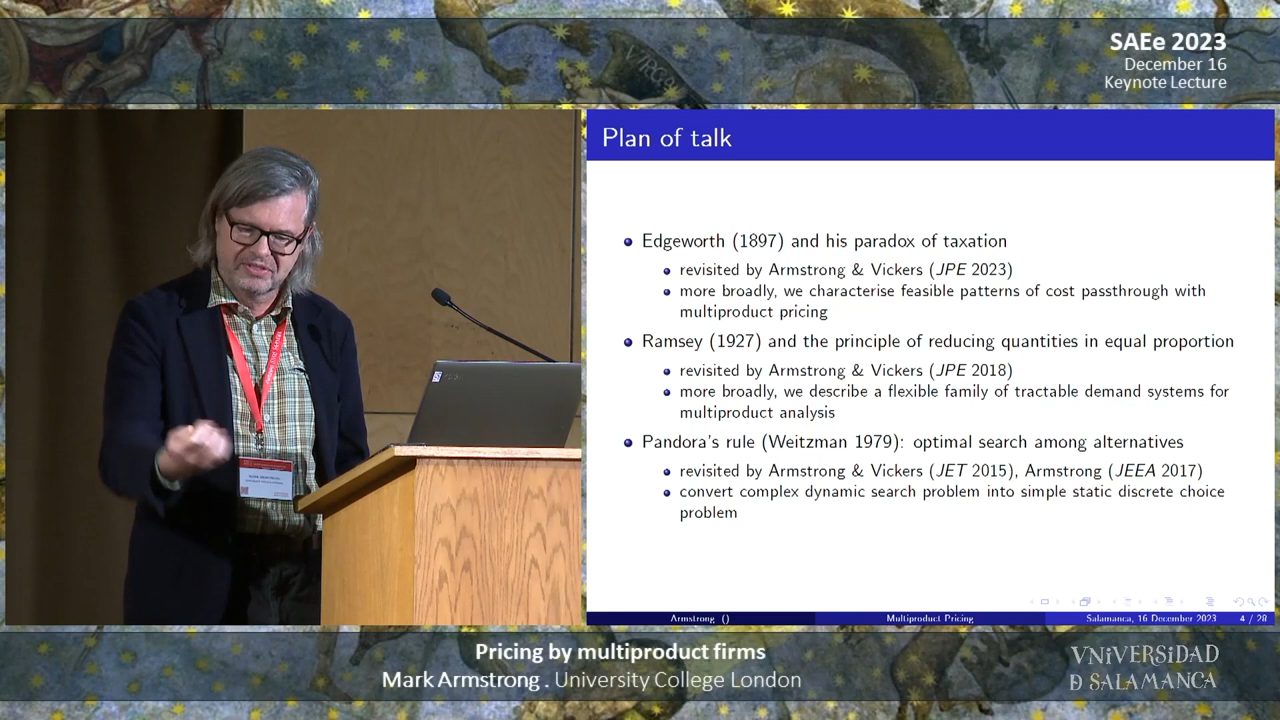 SAEe 2023
December 16
Keynote Lecture
Plan of talk
Edgeworth (1897) and his paradox of taxation
revisited by Armstrong & Vickers (JPE 2023)
more broadly, we characterise feasible patterns of cost passthrough with
multiproduct pricing
Ramsey (1927) and the principle of reducing quantities in equal proportion
revisited by Armstrong & Vickers (JPE 2018)
more broadly, we describe a flexible family of tractable demand systems for
multiproduct analysis
Pandora's rule (Weitzman 1979): optimal search among alternatives
revisited by Armstrong & Vickers (JET 2015), Armstrong (JEEA 2017)
convert complex dynamic search problem into simple static discrete choice
problem
Armstrong ()
Multiproduct Pricing
Salamanca, 16 December 2023
4 / 28
Pricing by multiproduct firms
Mark Armstrong . University College London
VNiVERSiDAD
D SALAMANCA